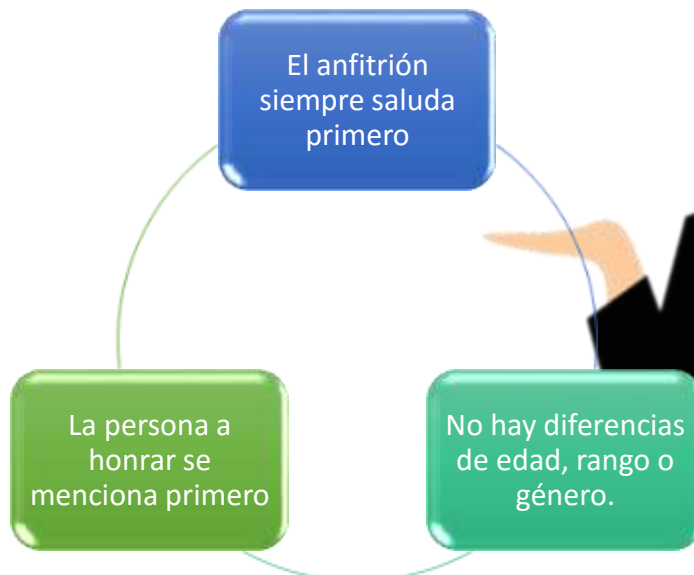 El anfitrión
siempre saluda
primero
La persona a
honrar se
menciona primero
No hay diferencias
de edad, rango o
género.